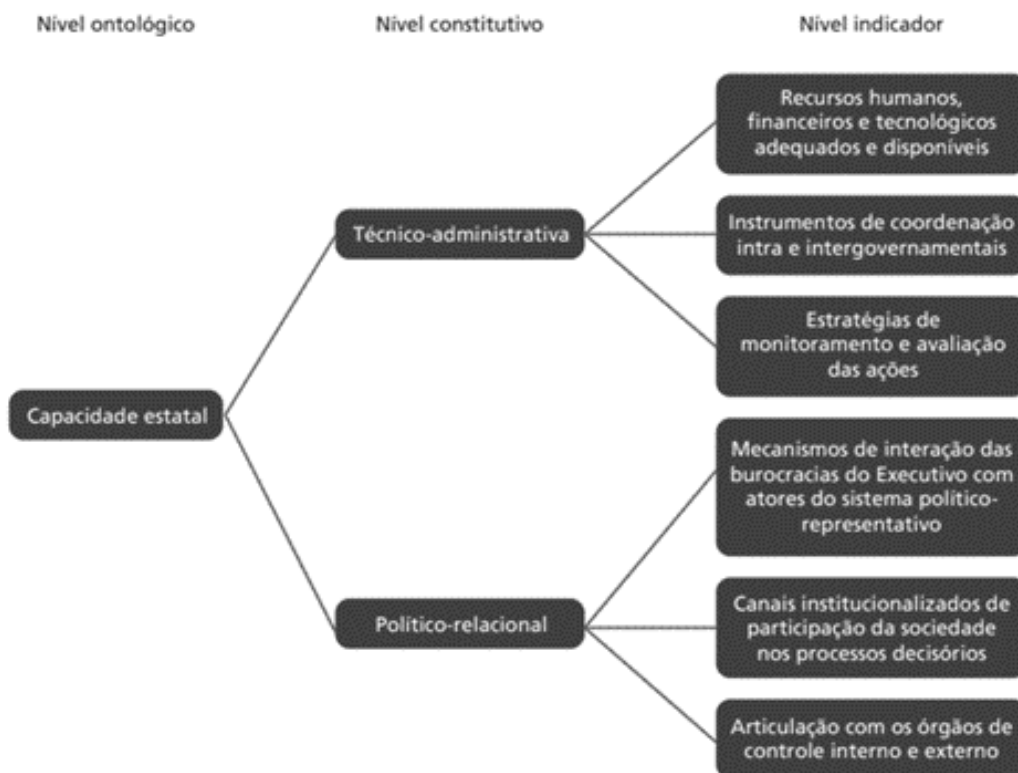 Nível ontológico
Nível constitutivo
Nível indicador
Recursos humanos,
financeiros e tecnológicos
adequados e disponíveis
Técnico-administrativa
Instrumentos de coordenação
intra e intergovernamentais
Estratégias de
monitoramento e avaliação
das ações
Capacidade estatal
Mecanismos de interação das
burocracias do Executivo com
atores do sistema político-
representativo
Político-relacional
Canais institucionalizados de
participação da sociedade
nos processos decisórios
Articulação com os órgãos de
controle interno e externo